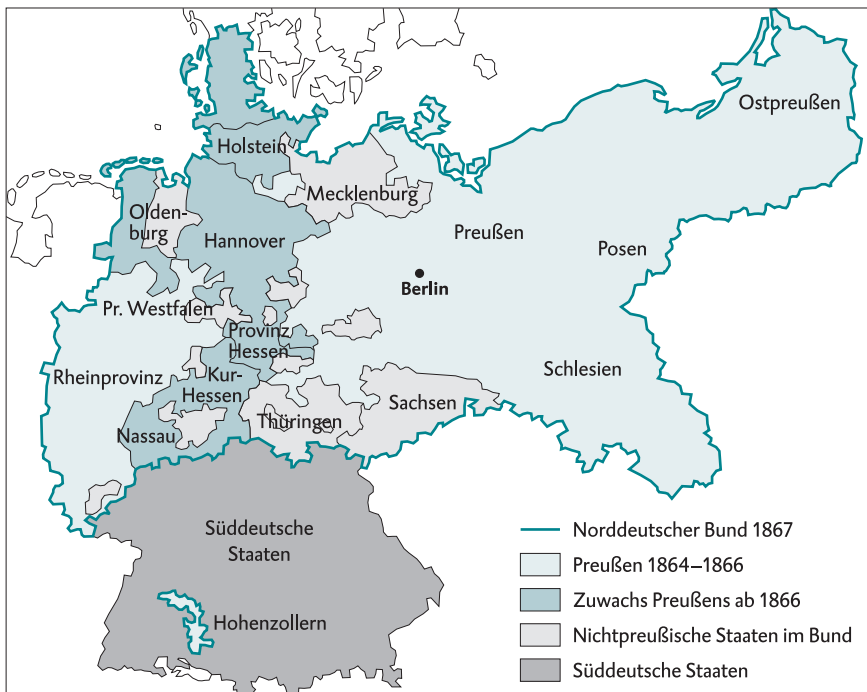 Ostpreußen
Holstein
Mecklenburg
Olden-
burg
Hannover
Preußen
Posen
Berlin
Pr. Westfalen
Provinz
Hessen
Rheinprovinz
Kur-
Hessen
Schlesien
Sachsen
Thüringen
Nassau
Süddeutsche
Staaten
Hohenzollern
Norddeutscher Bund 1867
Preußen 1864–1866
Zuwachs Preußens ab 1866
Nichtpreußische Staaten im Bund
Süddeutsche Staaten